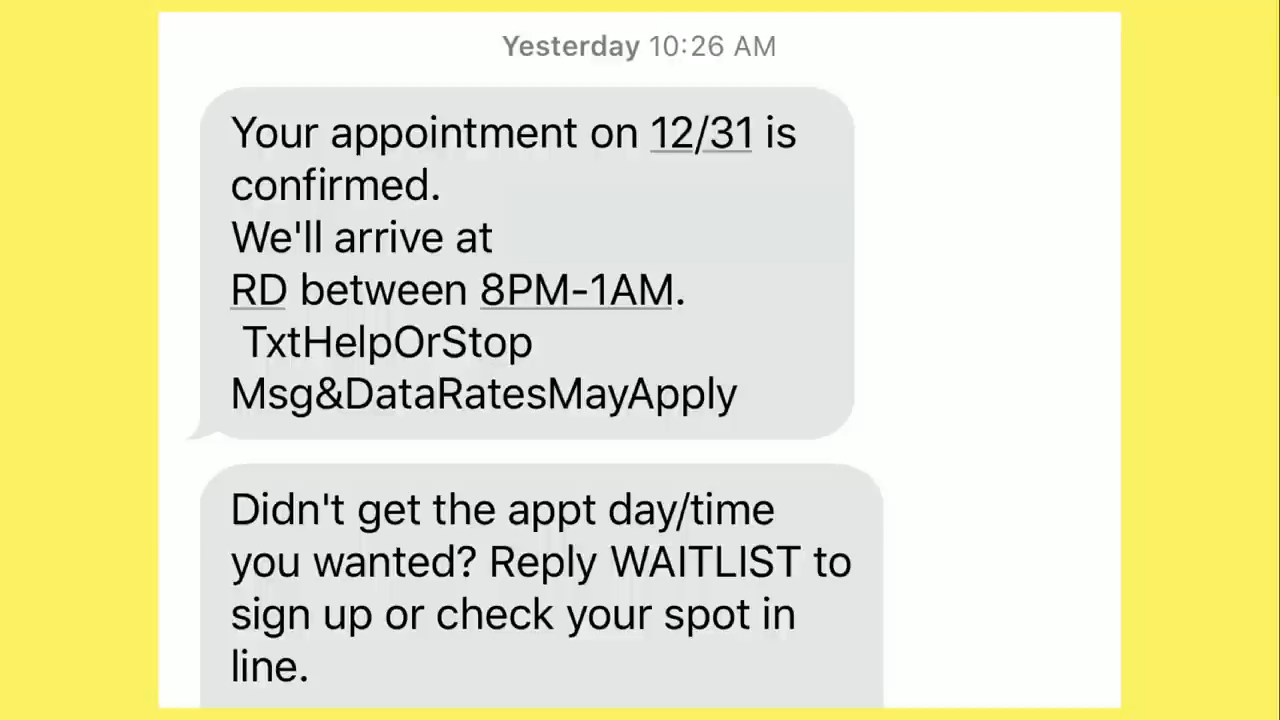 Yesterday 10:26 AM
Your appointment on 12/31 is
confirmed.
We'll arrive at
RD between 8PM-1AM.
TxtHelpOrStop
Msg&DataRatesMayApply
Didn't get the appt day/time
you wanted? Reply WAITLIST to
sign up or check your spot in
line.